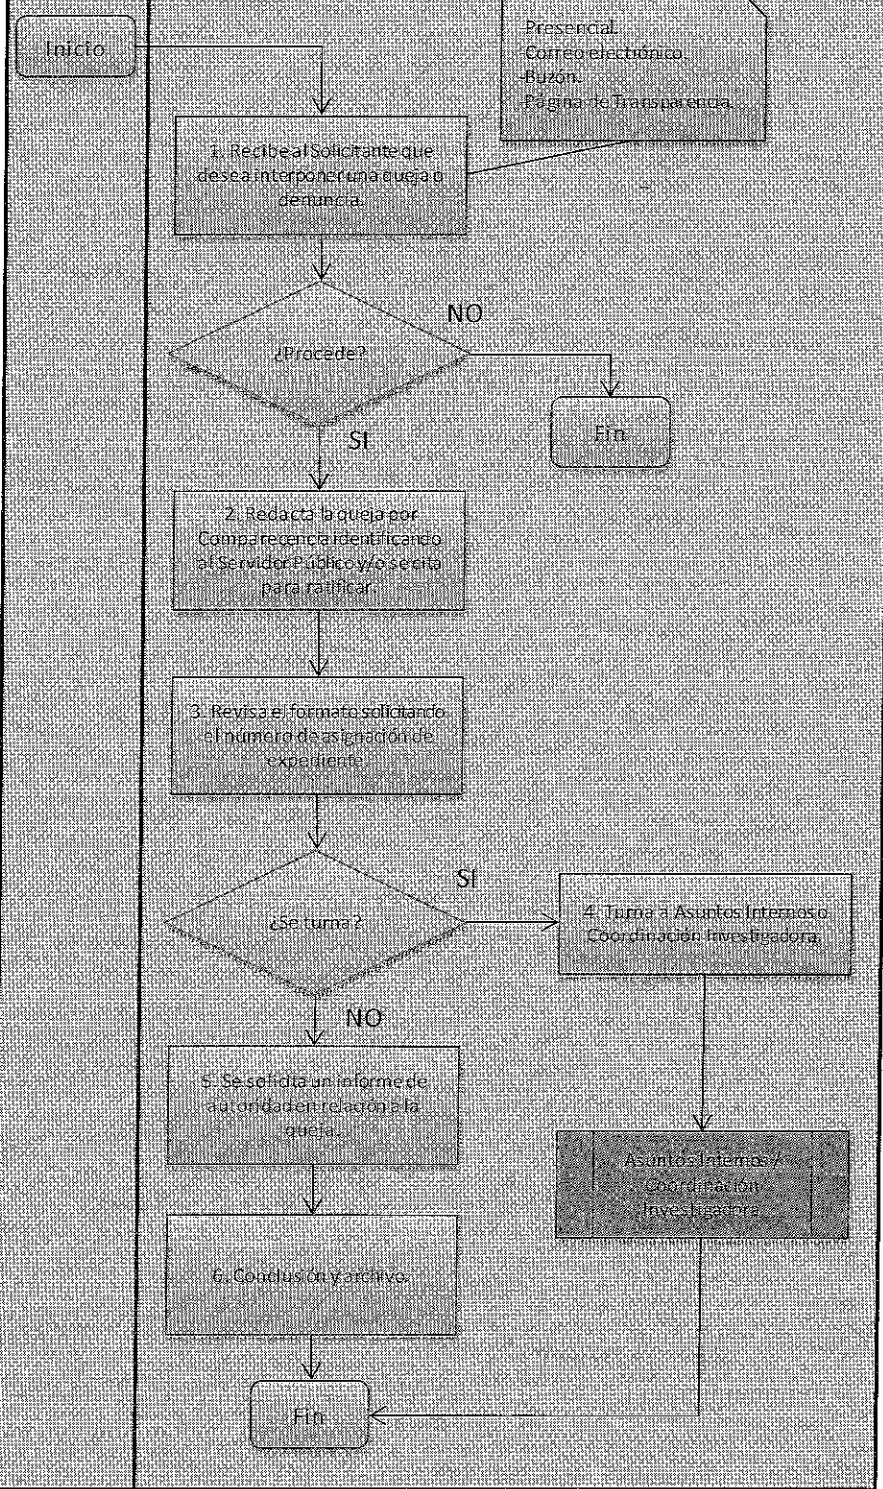 Inicio
Presencial.
-Correo electrónico.
-Buzón.
-Página de Transparencia.
1. Recibe al Solicitante que
desea interponer una queja o
denuncia.
¿Procede?
NO
Fin
SI
2. Redacta la queja por
Comparecencia identificando
al Servidor Público y/o se cita
para ratificar.
3. Revisa el formato solicitando
el número de asignación de
expediente.
¿Se turna?
SI
4. Turna a Asuntos Internos o
Coordinación Investigadora.
NO
5. Se solicita un informe de
autoridad en relación a la
queja.
Asuntos Internos /
Coordinación
Investigadora
6. Conclusión y archivo.
Fin